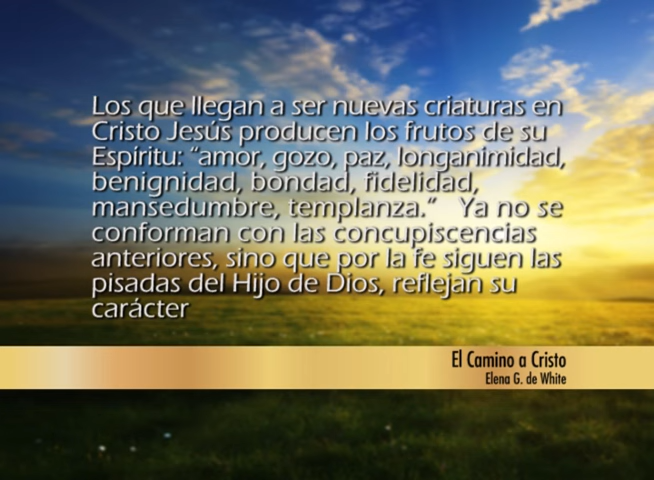 Los que llegan a ser nuevas criaturas en
Cristo Jesús producen los frutos de su
Espíritu: “amor, gozo, paz, longanimidad,
benignidad, bondad, fidelidad,
mansedumbre, templanza.” Ya no se
conforman con las concupiscencias
anteriores, sino que por la fe siguen las
pisadas del Hijo de Dios, reflejan su
carácter
El Camino a Cristo
Elena G. de White